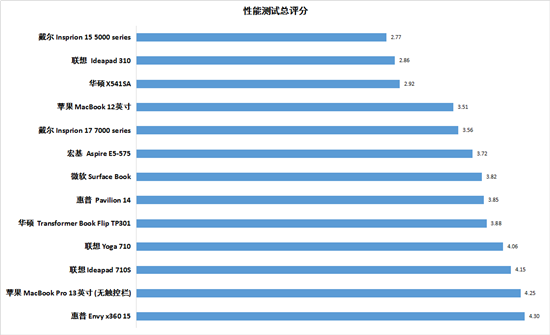 性能测试总评分
戴尔 Insprion 15 5000 series 2.77
联想 Ideapad 310 2.86
华硕 X541SA 2.92
苹果 MacBook 12英寸 3.51
戴尔 Insprion 17 7000 series 3.56
宏基 Aspire E5-575 3.72
微软 Surface Book 3.82
惠普 Pavilion 14 3.85
华硕 Transformer Book Flip TP301 3.88
联想 Yoga 710 4.06
联想 Ideapad 710S 4.15
苹果 MacBook Pro 13英寸 (无触控栏) 4.25
惠普 Envy x360 15 4.30